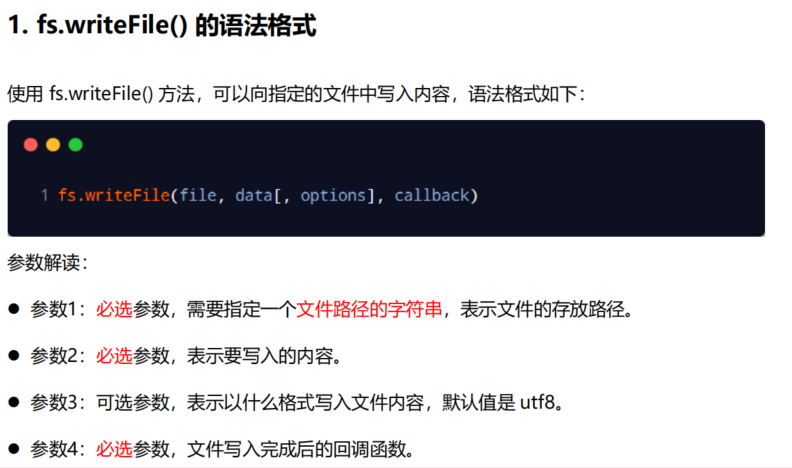 1. fs.writeFile() 的语法格式
使用 fs.writeFile() 方法，可以向指定的文件中写入内容，语法格式如下：
1 fs.writeFile(file, data[, options], callback)
参数解读：
● 参数1：必选参数，需要指定一个文件路径的字符串，表示文件的存放路径。
● 参数2：必选参数，表示要写入的内容。
● 参数3：可选参数，表示以什么格式写入文件内容，默认值是 utf8。
● 参数4：必选参数，文件写入完成后的回调函数。